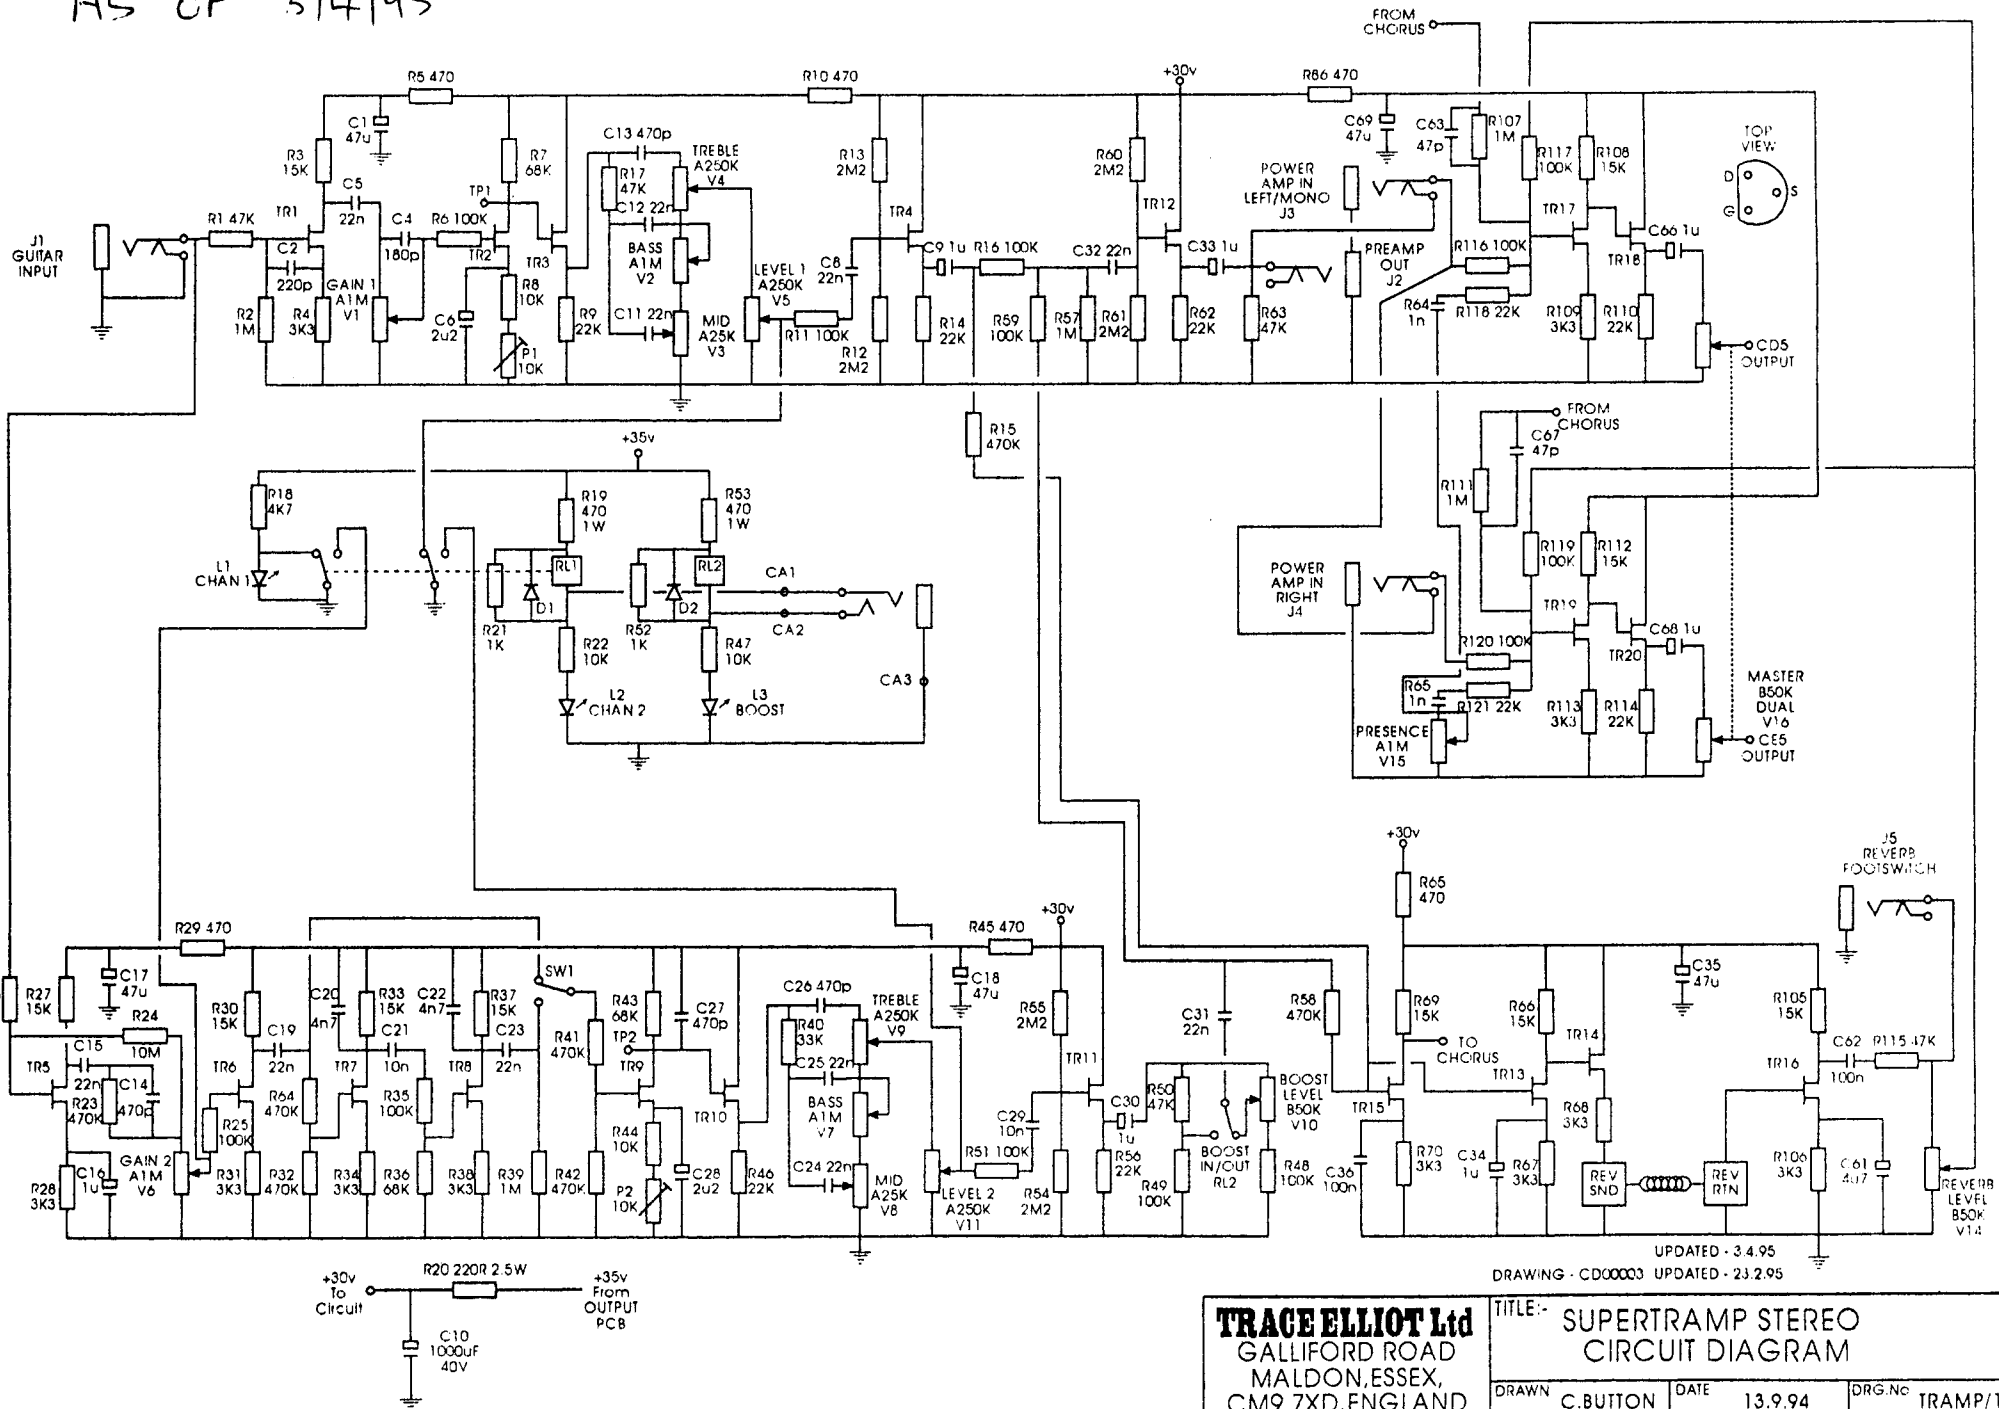 AS OF 3/4/95
FROM
CHORUS
R5 470
R10 470
+30v
R86 470
C1
47u
R3
15K
C5
22n
R7
68K
TP1
C13 470p
TREBLE
A250K
V4
R17
47K
C12 22n
R13
2M2
R60
2M2
C69
47u
C63
47p
R107
1M
R117
100K
R108
15K
TOP
VIEW
D
S
G
POWER
AMP IN
LEFT/MONO
J3
J1
GUITAR
INPUT
R1 47K
TR1
C2
220p
C4
180p
R6 100K
TR2
TR3
BASS
A1M
V2
TR4
TR12
TR17
C66 1u
TR18
C9 1u
R16 100K
C32 22n
C33 1u
PREAMP
OUT
J2
R116 100K
R64
1n
R118 22K
GAIN 1
A1M
V1
R2
1M
R4
3K3
C6
2u2
R8
10K
P1
10K
R9
22K
C11 22n
MID
A25K
V3
LEVEL 1
A250K
V5
C8
22n
R11 100K
R12
2M2
R14
22K
R59
100K
R57
1M
R61
2M2
R62
22K
R63
47K
R109
3K3
R110
22K
CD5
OUTPUT
R15
470K
FROM
CHORUS
C67
47p
+35v
R18
4K7
R19
470
1W
R53
470
1W
R111
1M
R119
100K
R112
15K
L1
CHAN 1
RL1
RL2
D1
D2
CA1
CA2
R21
1K
R22
10K
R52
1K
R47
10K
CA3
L2
CHAN 2
L3
BOOST
POWER
AMP IN
RIGHT
J4
TR19
C68 1u
TR20
R120 100K
R65
1n
R121 22K
R113
3K3
R114
22K
PRESENCE
A1M
V15
MASTER
B50K
DUAL
V16
CE5
OUTPUT
+30v
R65
470
J5
REVERB
FOOTSWITCH
R29 470
R45 470
+30v
R27
15K
C17
47u
R24
10M
R30
15K
C20
4n7
R33
15K
C22
4n7
R37
15K
SW1
R43
68K
C27
470p
C26 470p
TREBLE
A250K
V9
C18
47u
R55
2M2
C31
22n
R58
470K
R69
15K
R66
15K
C35
47u
R105
15K
TR5
C15
22n
C14
470p
R23
470K
TR6
C19
22n
TR7
C21
10n
TR8
C23
22n
R41
470K
TP2
TR9
TR10
R40
33K
C25 22n
BASS
A1M
V7
TR11
TO
CHORUS
TR14
TR13
TR15
TR16
C62
100n
R115 47K
R25
100K
R64
470K
R35
100K
C29
10n
C30
1u
R50
47K
BOOST
LEVEL
B50K
V10
R68
3K3
R28
3K3
C16
1u
GAIN 2
A1M
V6
R31
3K3
R32
470K
R34
3K3
R36
68K
R38
3K3
R39
1M
R42
470K
R44
10K
P2
10K
C28
2u2
R46
22K
C24 22n
MID
A25K
V8
LEVEL 2
A250K
V11
R51 100K
R54
2M2
R56
22K
R49
100K
BOOST
IN/OUT
RL2
R48
100K
C36
100n
R70
3K3
C34
1u
R67
3K3
REV
SND
REV
RTN
R106
3K3
C61
4u7
REVERB
LEVEL
B50K
V14
UPDATED - 3.4.95
DRAWING - CD00003 UPDATED - 23.2.95
+30v
To
Circuit
R20 220R 2.5W
+35v
From
OUTPUT
PCB
C10
1000uF
40V
TRACE ELLIOT Ltd
GALLIFORD ROAD
MALDON,ESSEX,
CM9 7XD,ENGLAND
TITLE:- SUPERTRAMP STEREO
CIRCUIT DIAGRAM
DRAWN C.BUTTON
DATE 13.9.94
DRG.No TRAMP/1